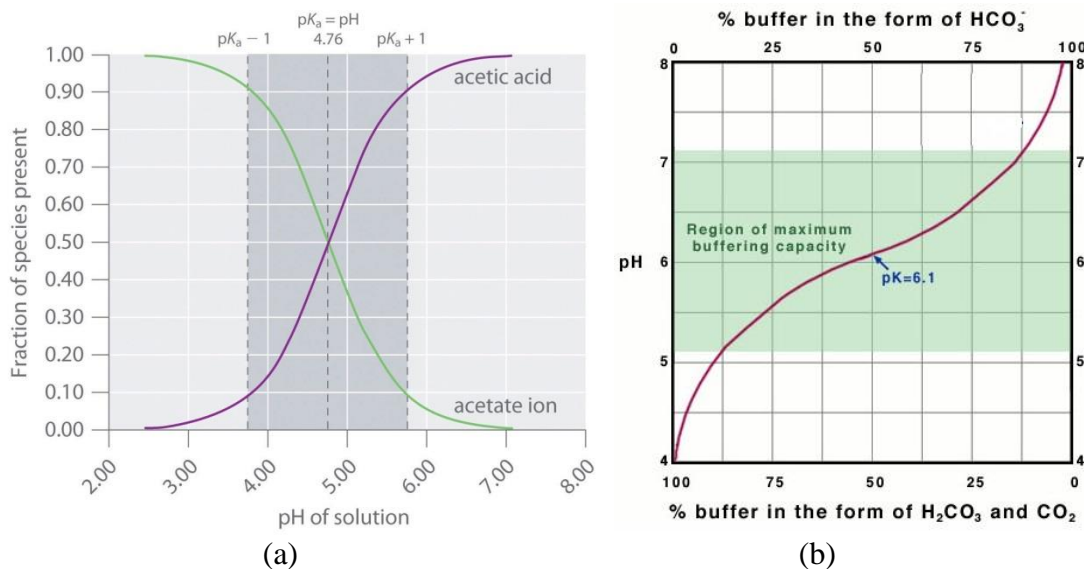 pKa = pH
pKa − 1 4.76 pKa + 1
1.00
0.90
0.80
0.70
0.60
0.50
0.40
0.30
0.20
0.10
0.00
Fraction of species present
acetic acid
acetate ion
2.00 3.00 4.00 5.00 6.00 7.00 8.00
pH of solution
(a)
% buffer in the form of HCO3-
0 25 50 75 100
8 8
7 7
Region of maximum
buffering capacity
pH 6 6
pK=6.1
5 5
4 4
100 75 50 25 0
% buffer in the form of H2CO3 and CO2
(b)